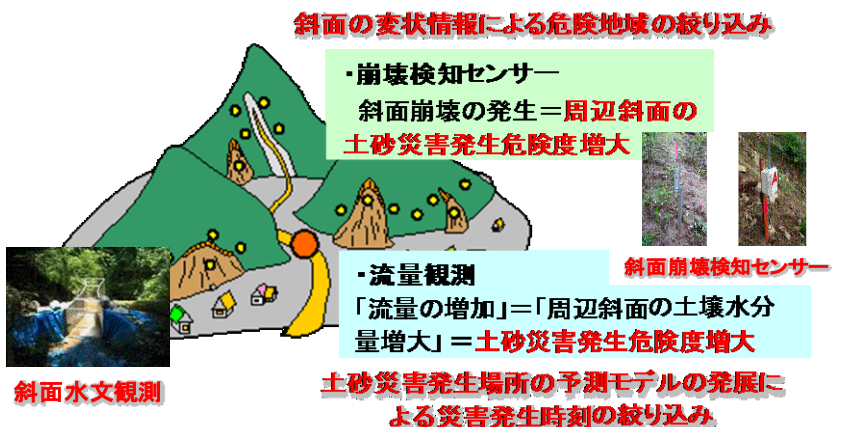 斜面の変状情報による危険地域の絞り込み
・崩壊検知センサー
斜面崩壊の発生＝周辺斜面の
土砂災害発生危険度増大
斜面崩壊検知センサー
・流量観測
「流量の増加」＝「周辺斜面の土壌水分
量増大」＝土砂災害発生危険度増大
斜面水文観測
土砂災害発生場所の予測モデルの発展に
よる災害発生時刻の絞り込み